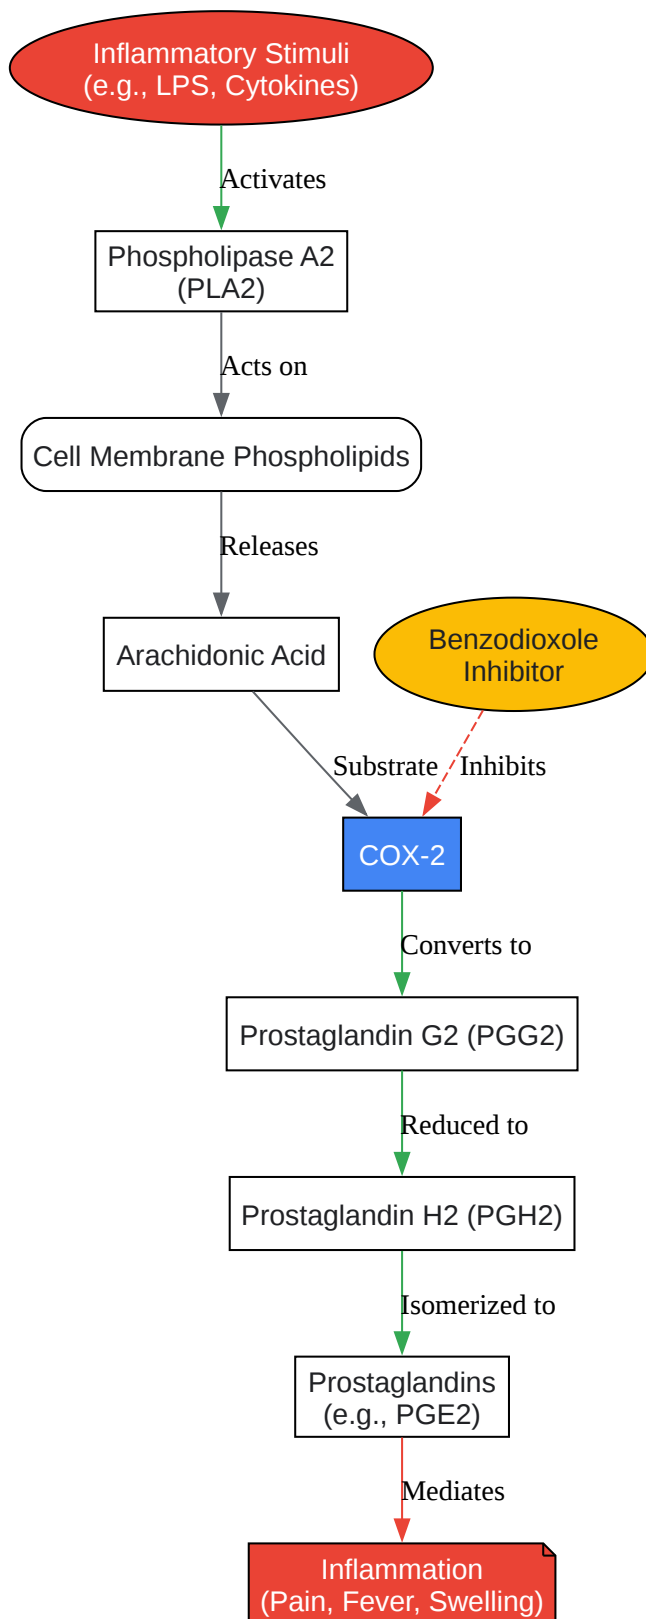 Inflammatory Stimuli
(e.g., LPS, Cytokines)
Activates
Phospholipase A2
(PLA2)
Acts on
Cell Membrane Phospholipids
Releases
Arachidonic Acid
Benzodioxole
Inhibitor
Substrate
Inhibits
COX-2
Converts to
Prostaglandin G2 (PGG2)
Reduced to
Prostaglandin H2 (PGH2)
Isomerized to
Prostaglandins
(e.g., PGE2)
Mediates
Inflammation
(Pain, Fever, Swelling)